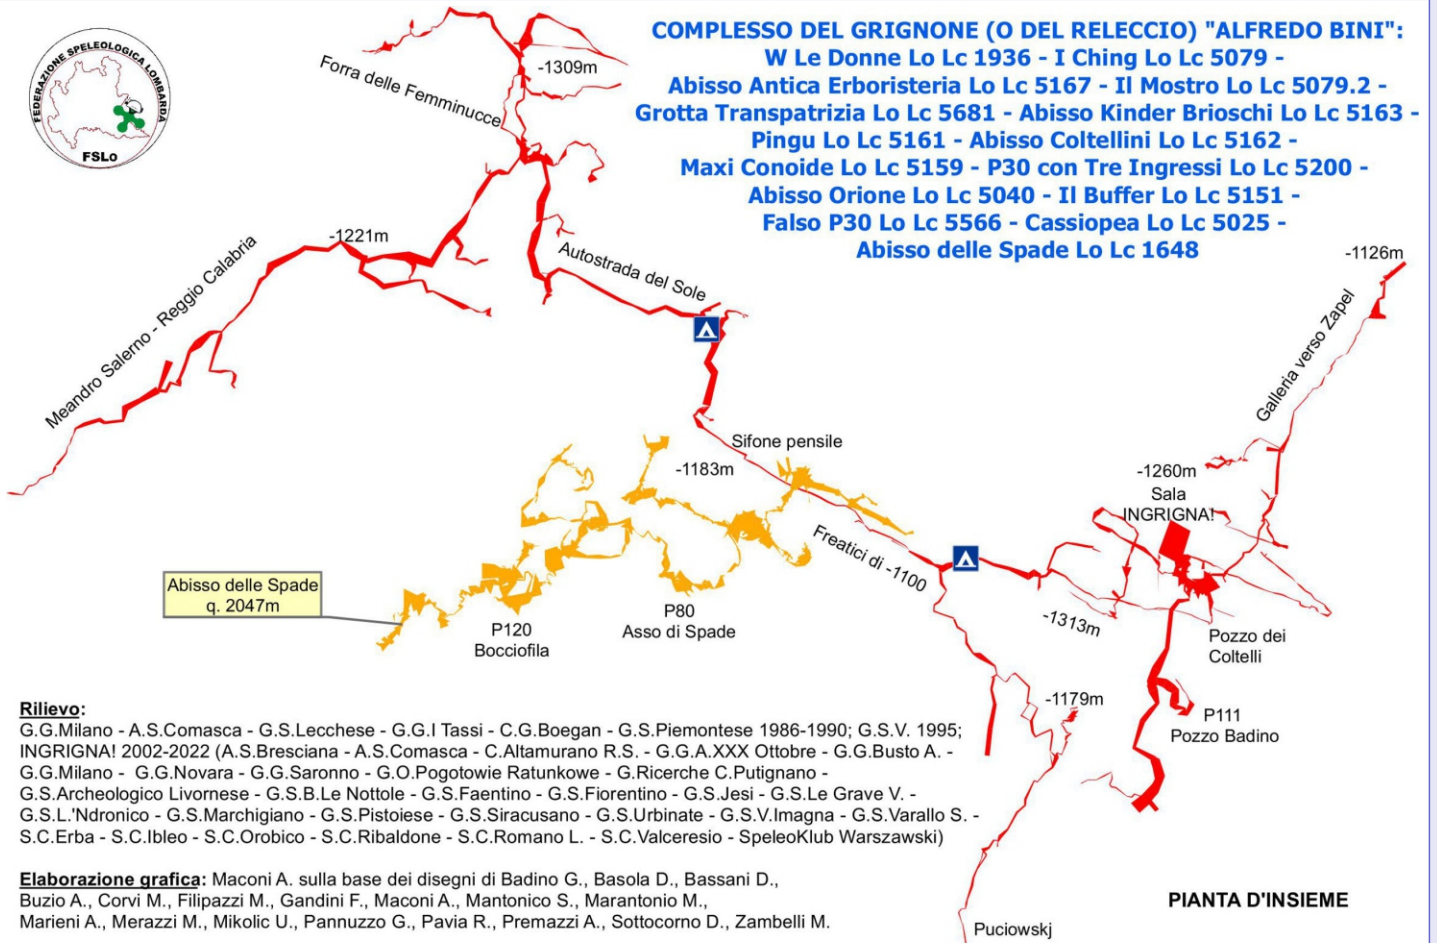 FEDERAZIONE SPELEOLOGICA LOMBARDA
FSLo
COMPLESSO DEL GRIGNONE (O DEL RELECCIO) "ALFREDO BINI":
W Le Donne Lo Lc 1936 - I Ching Lo Lc 5079 -
Abisso Antica Erboristeria Lo Lc 5167 - Il Mostro Lo Lc 5079.2 -
Grotta Transpatrizia Lo Lc 5681 - Abisso Kinder Brioschi Lo Lc 5163 -
Pingu Lo Lc 5161 - Abisso Coltellini Lo Lc 5162 -
Maxi Conoide Lo Lc 5159 - P30 con Tre Ingressi Lo Lc 5200 -
Abisso Orione Lo Lc 5040 - Il Buffer Lo Lc 5151 -
Falso P30 Lo Lc 5566 - Cassiopea Lo Lc 5025 -
Abisso delle Spade Lo Lc 1648
-1309m
Forra delle Femminucce
-1221m
Meandro Salerno - Reggio Calabria
Autostrada del Sole
-1126m
Galleria verso Zapel
Sifone pensile
-1183m
-1260m
Sala
INGRIGNA!
Freatici di -1100
Abisso delle Spade
q. 2047m
P120
Bocciofila
P80
Asso di Spade
-1313m
Pozzo dei
Coltelli
-1179m
P111
Pozzo Badino
Rilievo:
G.G.Milano - A.S.Comasca - G.S.Lecchese - G.G.I Tassi - C.G.Boegan - G.S.Piemontese 1986-1990; G.S.V. 1995;
INGRIGNA! 2002-2022 (A.S.Bresciana - A.S.Comasca - C.Altamurano R.S. - G.G.A.XXX Ottobre - G.G.Busto A. -
G.G.Milano - G.G.Novara - G.G.Saronno - G.O.Pogotowie Ratunkowe - G.Ricerche C.Putignano -
G.S.Archeologico Livornese - G.S.B.Le Nottole - G.S.Faentino - G.S.Fiorentino - G.S.Jesi - G.S.Le Grave V. -
G.S.L.'Ndronico - G.S.Marchigiano - G.S.Pistoiese - G.S.Siracusano - G.S.Urbinate - G.S.V.Imagna - G.S.Varallo S. -
S.C.Erba - S.C.Ibleo - S.C.Orobico - S.C.Ribaldone - S.C.Romano L. - S.C.Valceresio - SpeleoKlub Warszawski)
Elaborazione grafica: Maconi A. sulla base dei disegni di Badino G., Basola D., Bassani D.,
Buzio A., Corvi M., Filipazzi M., Gandini F., Maconi A., Mantonico S., Marantonio M.,
Marieni A., Merazzi M., Mikolic U., Pannuzzo G., Pavia R., Premazzi A., Sottocorno D., Zambelli M.
PIANTA D'INSIEME
Puciowskj